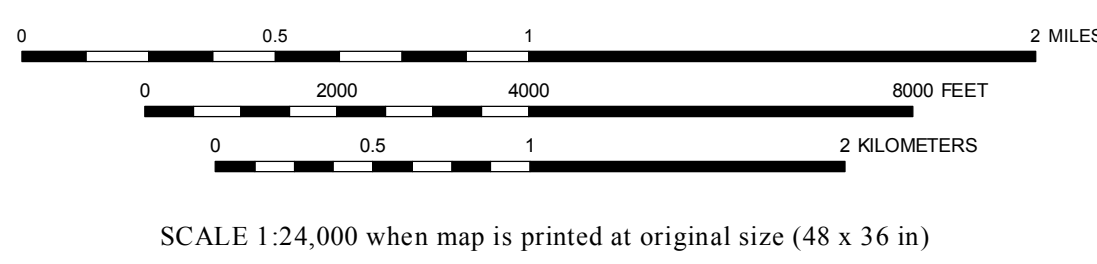 0 0.5 1 2 MILES
0 2000 4000 8000 FEET
0 0.5 1 2 KILOMETERS
SCALE 1:24,000 when map is printed at original size (48 x 36 in)